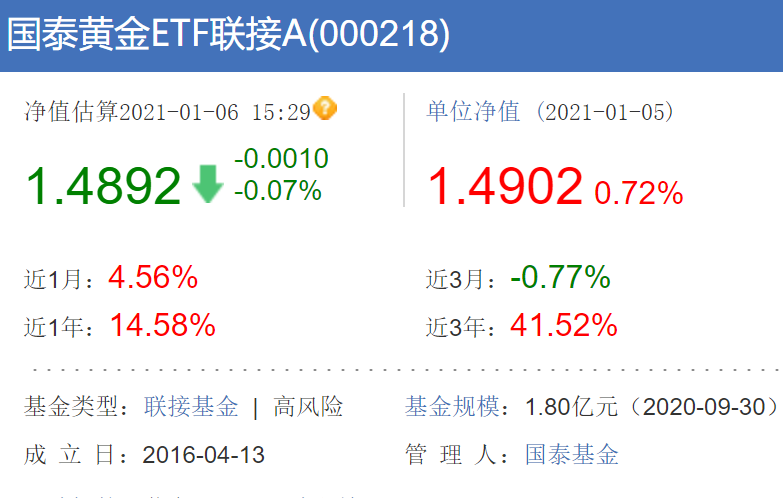 国泰黄金ETF联接A(000218)
净值估算2021-01-06 15:29
单位净值 (2021-01-05)
1.4892 -0.0010
-0.07%
1.4902 0.72%
近1月：4.56% 近3月：-0.77%
近1年：14.58% 近3年：41.52%
基金类型：联接基金 | 高风险 基金规模：1.80亿元（2020-09-30）
成 立 日：2016-04-13 管 理 人：国泰基金